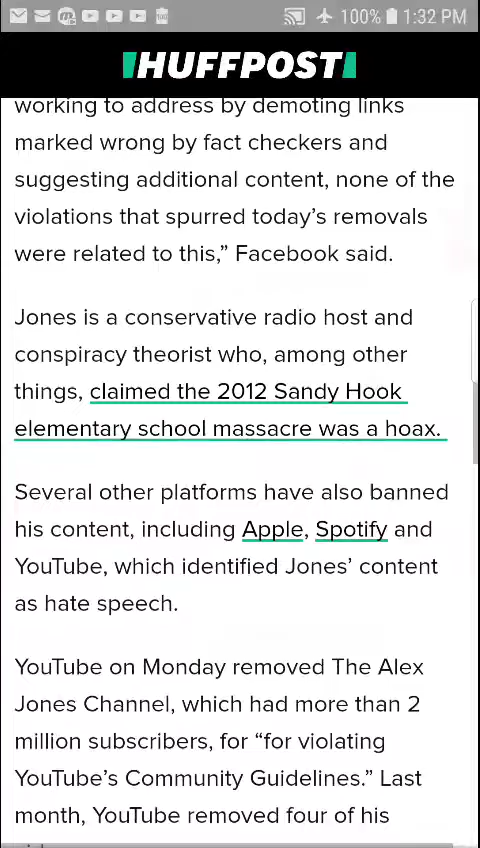 100% 1:32 PM
HUFFPOST
working to address by demoting links
marked wrong by fact checkers and
suggesting additional content, none of the
violations that spurred today’s removals
were related to this,” Facebook said.
Jones is a conservative radio host and
conspiracy theorist who, among other
things, claimed the 2012 Sandy Hook
elementary school massacre was a hoax.
Several other platforms have also banned
his content, including Apple, Spotify and
YouTube, which identified Jones’ content
as hate speech.
YouTube on Monday removed The Alex
Jones Channel, which had more than 2
million subscribers, for “for violating
YouTube’s Community Guidelines.” Last
month, YouTube removed four of his